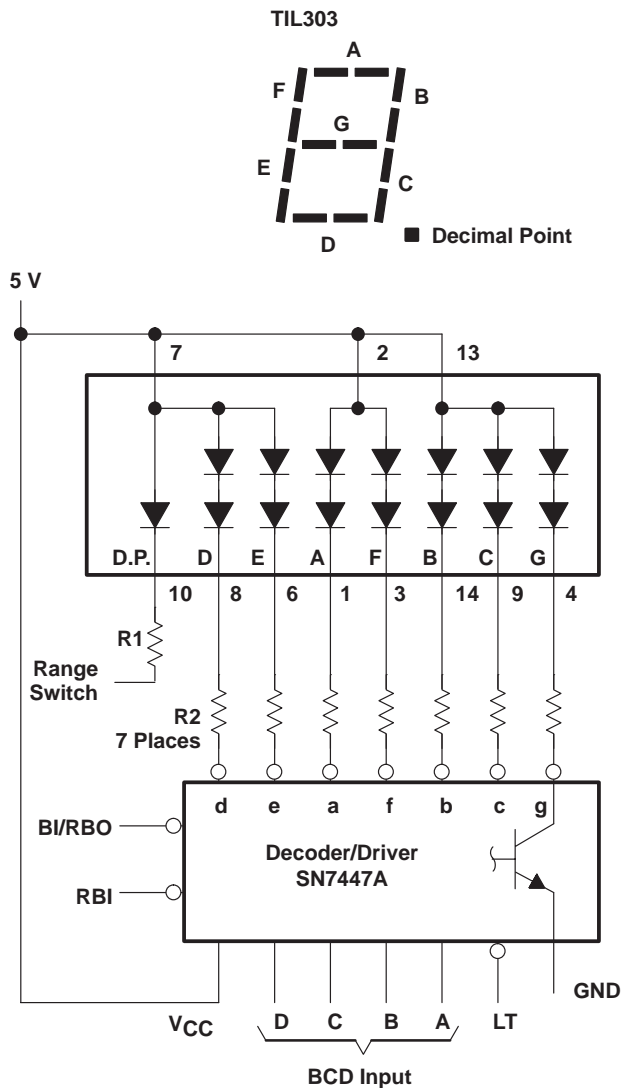 TIL303
A
F
B
G
E
C
D
Decimal Point
5 V
7 2 13
D.P. D E A F B C G
10 8 6 1 3 14 9 4
R1
Range
Switch
R2
7 Places
d e a f b c g
BI/RBO
Decoder/Driver
SN7447A
RBI
GND
VCC D C B A LT
BCD Input